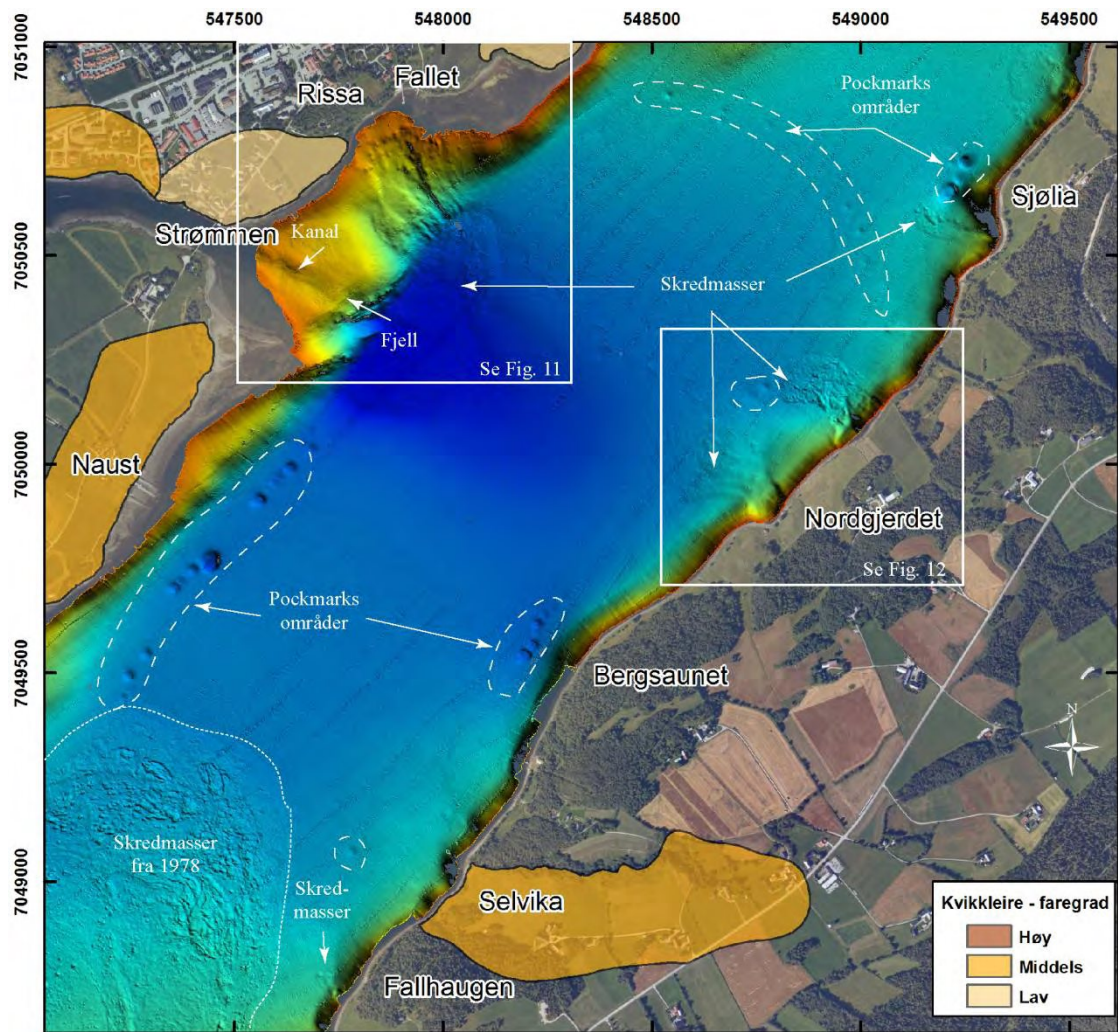 547500
548000
548500
549000
549500
7051000
7050500
7050000
7049500
7049000
Fallet
Rissa
Pockmarks
områder
Sjølia
Strømmen
Kanal
Skredmasser
Fjell
Se Fig. 11
Naust
Nordgjerdet
Se Fig. 12
Pockmarks
områder
Bergsaunet
Skredmasser
fra 1978
Skred-
masser
Selvika
Fallhaugen
N
Kvikkleire - faregrad
Høy
Middels
Lav